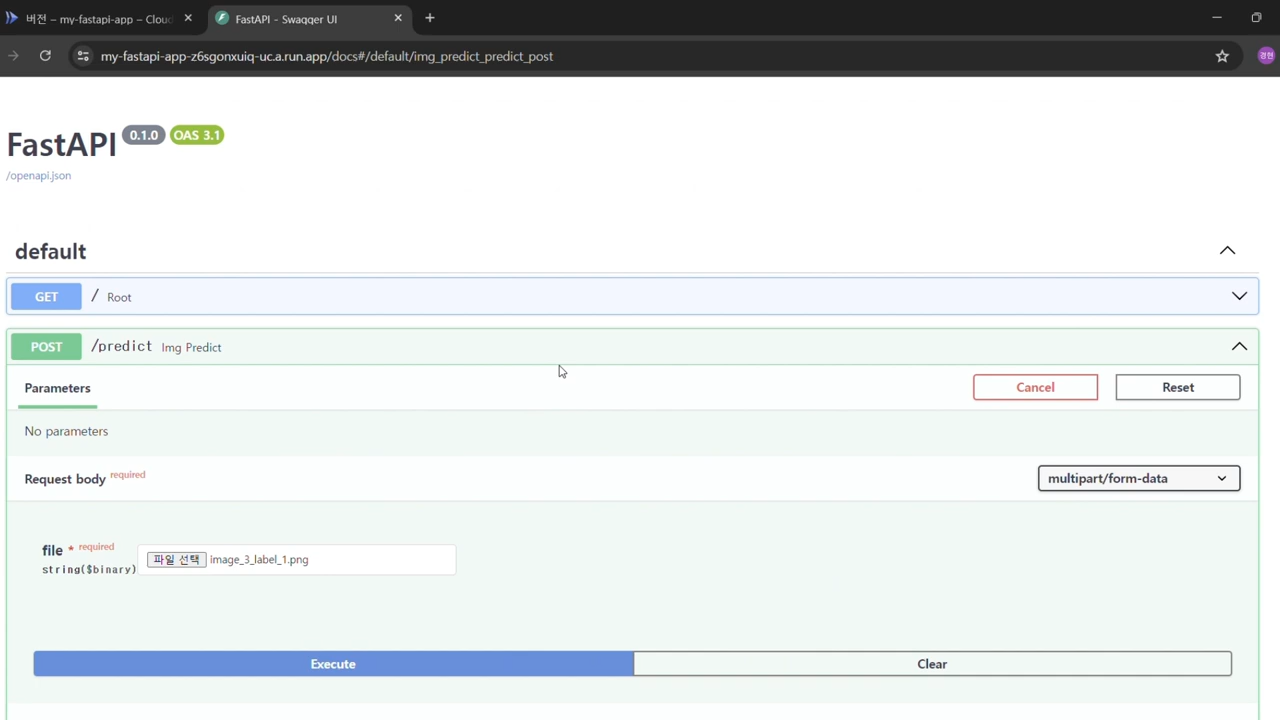 버전 – my-fastapi-app – Cloud
FastAPI - Swagger UI
my-fastapi-app-z6sgonxuiq-uc.a.run.app/docs#/default/img_predict_predict_post
경헌
FastAPI 0.1.0 OAS 3.1
/openapi.json
default
GET / Root
POST /predict Img Predict
Parameters
Cancel
Reset
No parameters
Request body required
multipart/form-data
file * required
string($binary)
파일 선택 image_3_label_1.png
Execute
Clear